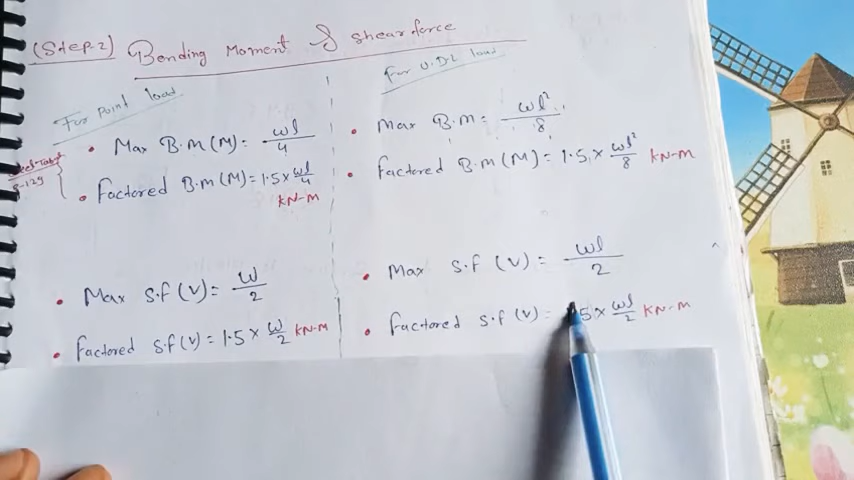 (Step-2) Bending Moment & shear force
For point load
Max B.m(M) = wl/4
Factored B.m(M) = 1.5 × wl/4
KN-M
Max S.f(V) = w/2
Factored S.f(V) = 1.5 × w/2 KN-M
For U.D.L load
Max B.m = wl²/8
Factored B.m(M) = 1.5 × wl²/8 KN-M
Max S.f(V) = wl/2
Factored S.f(V) = 5 × wl/2 KN-M